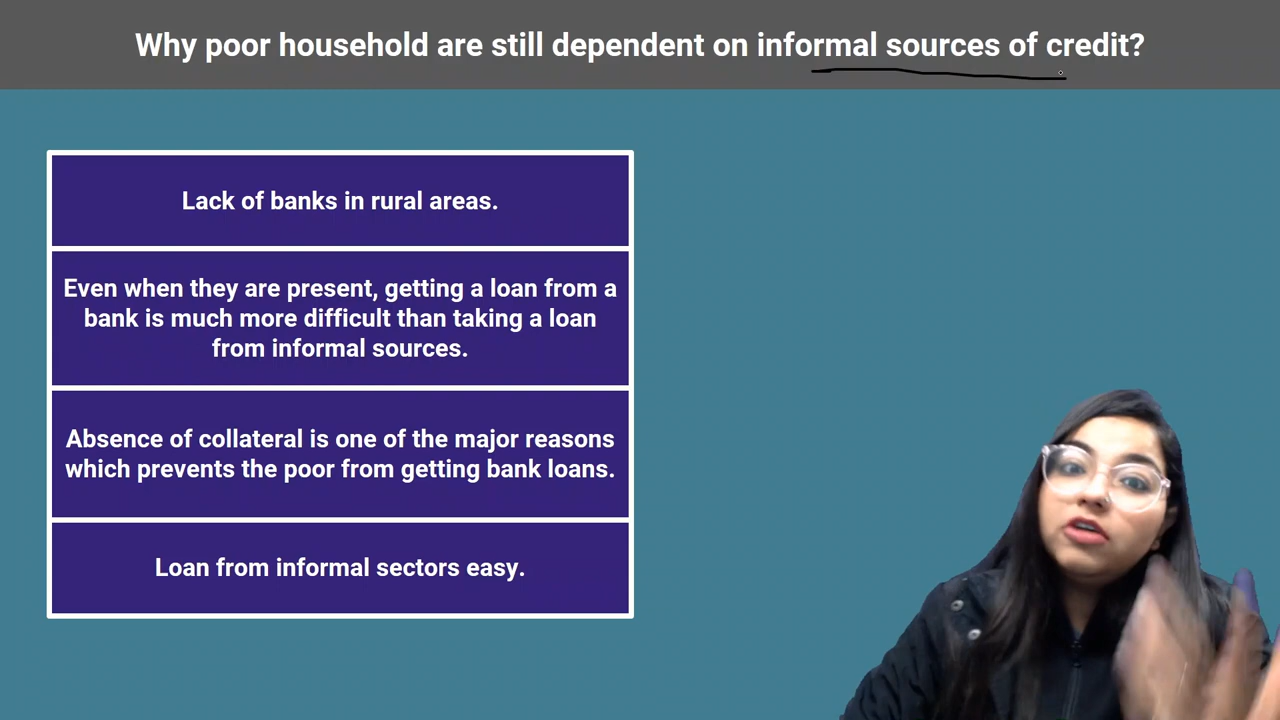 Why poor household are still dependent on informal sources of credit?
Lack of banks in rural areas.
Even when they are present, getting a loan from a
bank is much more difficult than taking a loan
from informal sources.
Absence of collateral is one of the major reasons
which prevents the poor from getting bank loans.
Loan from informal sectors easy.